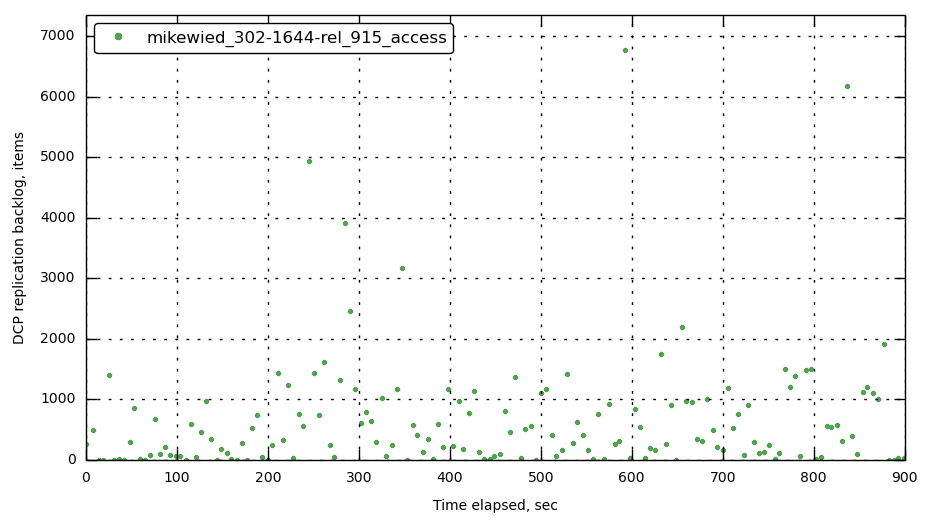 mikewied_302-1644-rel_915_access
7000
6000
5000
4000
3000
2000
1000
0
DCP replication backlog, items
0 100 200 300 400 500 600 700 800 900
Time elapsed, sec